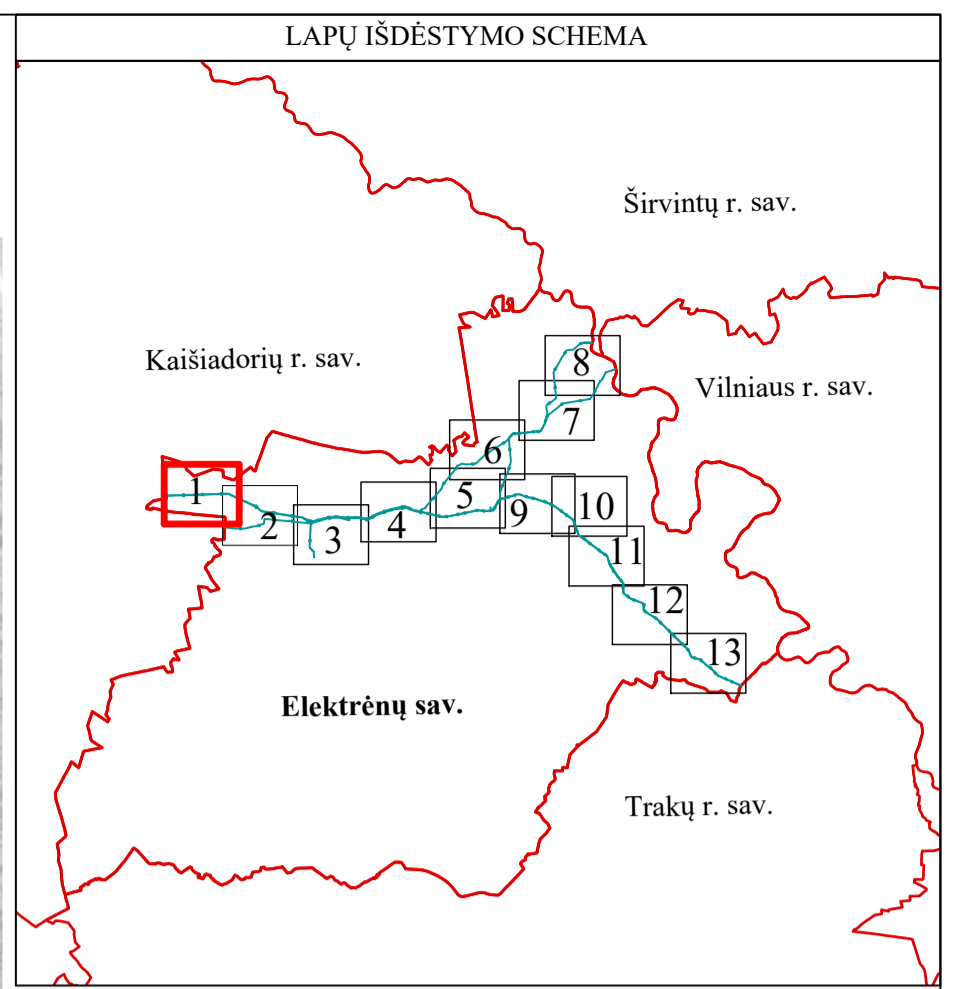 LAPŲ IŠDĖSTYMO SCHEMA
Širvintų r. sav.
Kaišiadorių r. sav.
8
Vilniaus r. sav.
7
6
1
5
10
2
3
4
9
11
12
13
Elektrėnų sav.
Trakų r. sav.